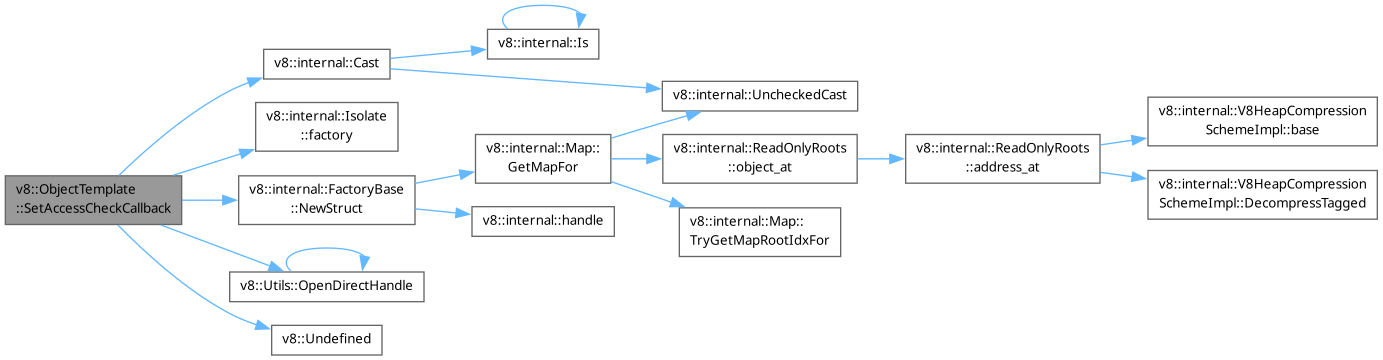 v8::ObjectTemplate
::SetAccessCheckCallback
v8::internal::Cast
v8::internal::Isolate
::factory
v8::internal::FactoryBase
::NewStruct
v8::Utils::OpenDirectHandle
v8::Undefined
v8::internal::Is
v8::internal::UncheckedCast
v8::internal::Map::
GetMapFor
v8::internal::handle
v8::internal::ReadOnlyRoots
::object_at
v8::internal::Map::
TryGetMapRootIdxFor
v8::internal::ReadOnlyRoots
::address_at
v8::internal::V8HeapCompression
SchemeImpl::base
v8::internal::V8HeapCompression
SchemeImpl::DecompressTagged